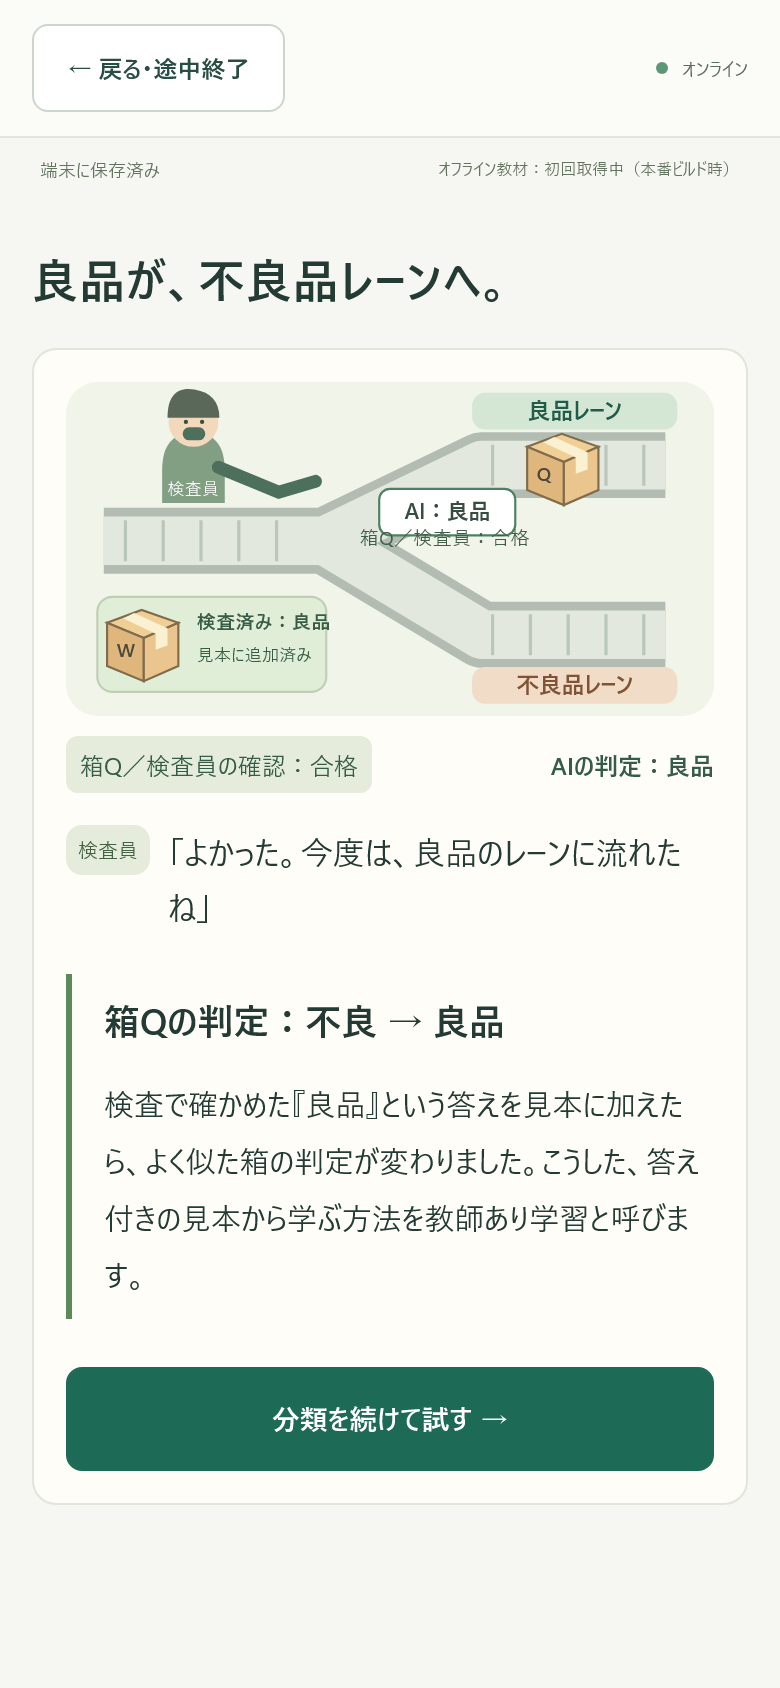 ← 戻る・途中終了
オンライン
端末に保存済み
オフライン教材：初回取得中（本番ビルド時）
良品が、不良品レーンへ。
良品レーン
検査員
Q
AI：良品
箱Q／検査員：合格
検査済み：良品
W
見本に追加済み
不良品レーン
箱Q／検査員の確認：合格
AIの判定：良品
検査員
「よかった。今度は、良品のレーンに流れた
ね」
箱Qの判定：不良 → 良品
検査で確かめた『良品』という答えを見本に加えた
ら、よく似た箱の判定が変わりました。こうした、答え
付きの見本から学ぶ方法を教師あり学習と呼びま
す。
分類を続けて試す →